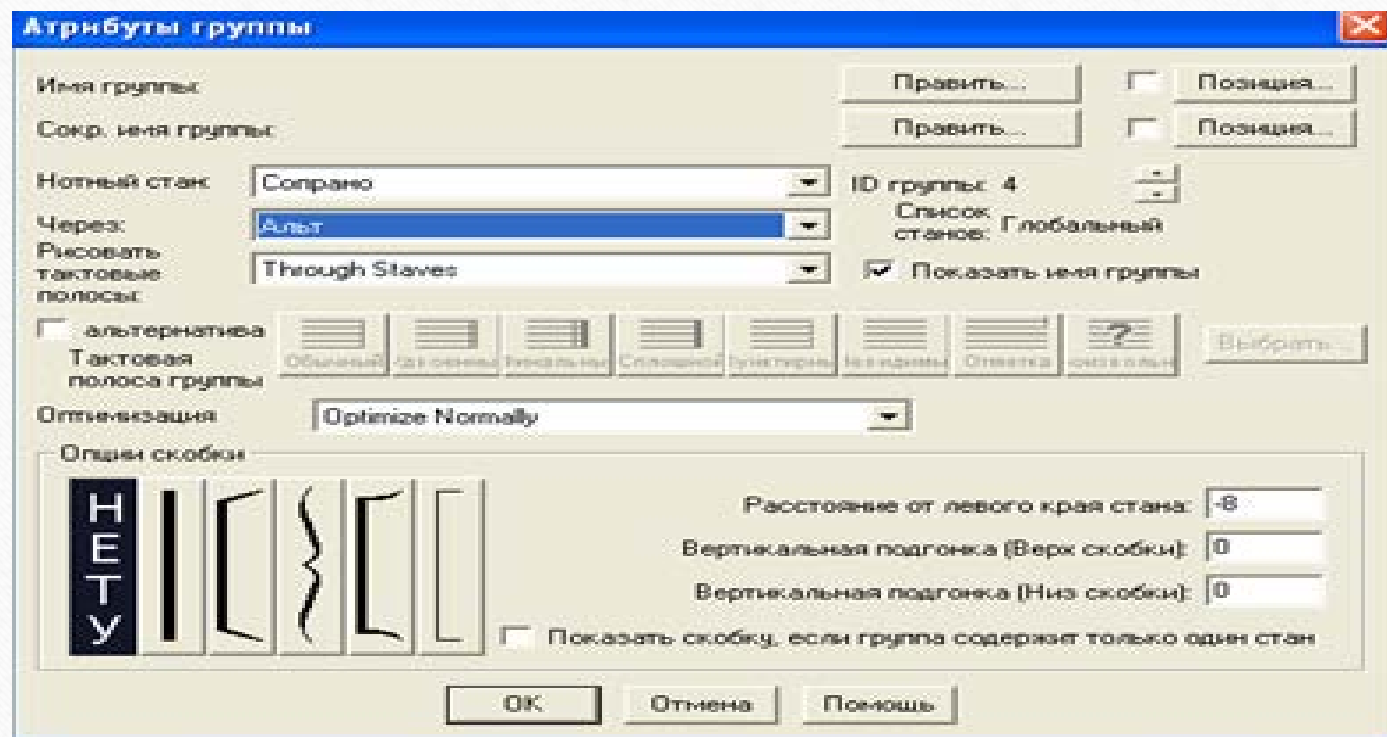 Атрибуты группы
Имя группы: Править... Позиция...
Сокр. имя группы: Править... Позиция...
Нотный стан: Сопрано ID группы: 4
Через: Альт Список станов: Глобальный
Рисовать тактовые полосы: Through Staves Показать имя группы
альтернатива
Тактовая полоса группы Обычный Сплошной Отметка Выбрать...
Оптимизация Optimize Normally
Опции скобки
НЕТУ
Расстояние от левого края стана: -8
Вертикальная подгонка (Верх скобки): 0
Вертикальная подгонка (Низ скобки): 0
Показать скобку, если группа содержит только один стан
OK Отмена Помощь